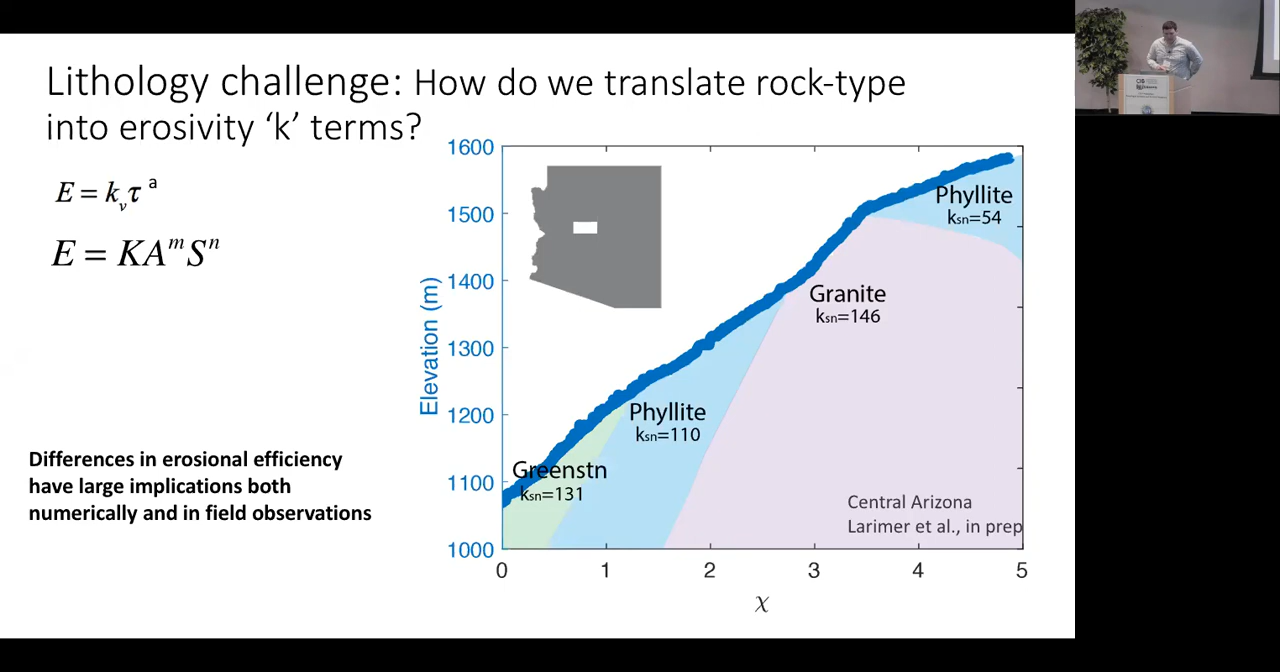 Lithology challenge: How do we translate rock-type
into erosivity ‘k’ terms?
E = kᵥτ ᵃ
E = KAᵐSⁿ
Differences in erosional efficiency
have large implications both
numerically and in field observations
Elevation (m)
1600
1500
1400
1300
1200
1100
1000
Phyllite
ksn=54
Granite
ksn=146
Phyllite
ksn=110
Greenstn
ksn=131
Central Arizona
Larimer et al., in prep
0 1 2 3 4 5
χ